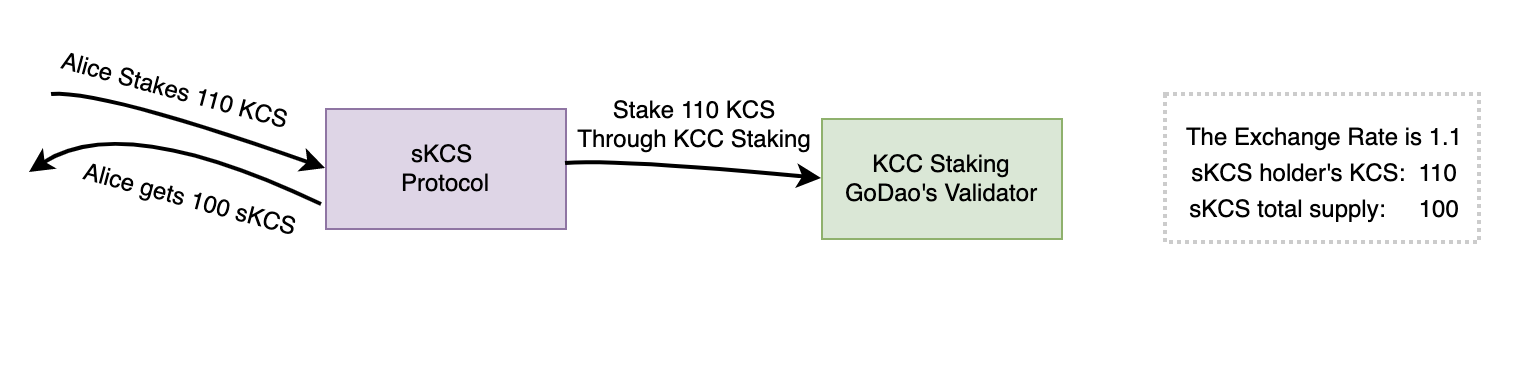 Alice Stakes 110 KCS
Alice gets 100 sKCS
sKCS
Protocol
Stake 110 KCS
Through KCC Staking
KCC Staking
GoDao's Validator
The Exchange Rate is 1.1
sKCS holder's KCS: 110
sKCS total supply: 100